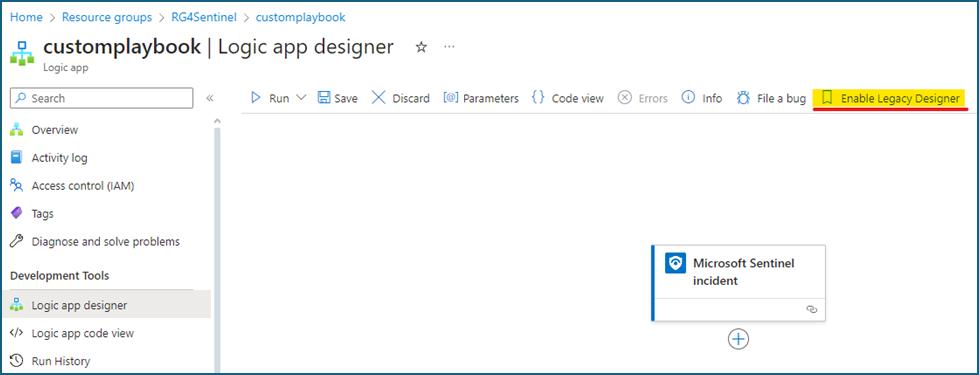 Home > Resource groups > RG4Sentinel > customplaybook
customplaybook | Logic app designer
Logic app
Search
Run
Save
Discard
Parameters
Code view
Errors
Info
File a bug
Enable Legacy Designer
Overview
Activity log
Access control (IAM)
Tags
Diagnose and solve problems
Development Tools
Logic app designer
Logic app code view
Run History
Microsoft Sentinel
incident